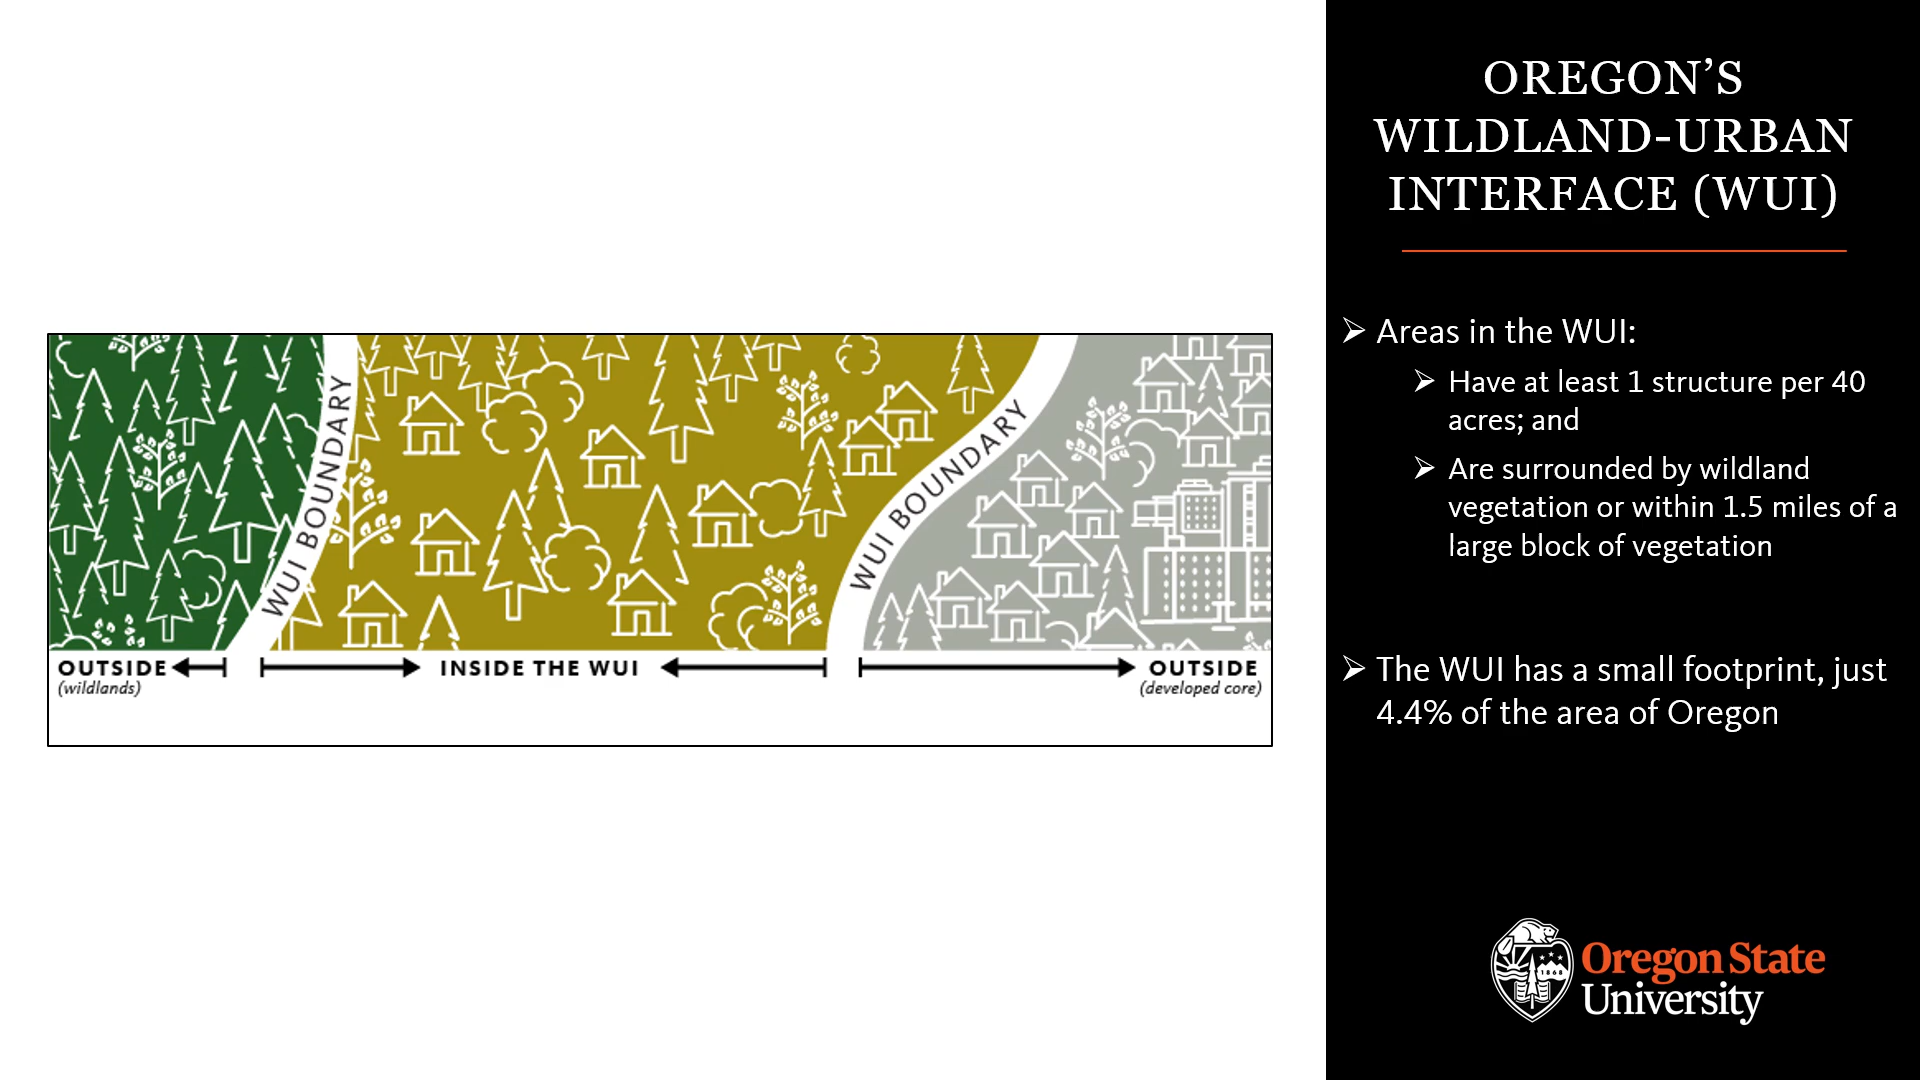 OREGON’S
WILDLAND-URBAN
INTERFACE (WUI)
➢ Areas in the WUI:
➢ Have at least 1 structure per 40
acres; and
➢ Are surrounded by wildland
vegetation or within 1.5 miles of a
large block of vegetation
➢ The WUI has a small footprint, just
4.4% of the area of Oregon
WUI BOUNDARY
WUI BOUNDARY
OUTSIDE
(wildlands)
INSIDE THE WUI
OUTSIDE
(developed core)
1868
Oregon State
University